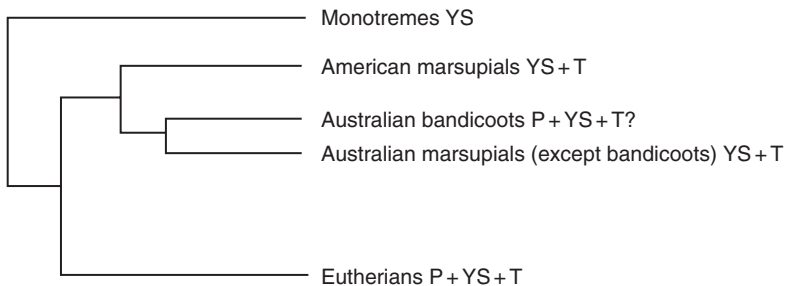 Monotremes YS
American marsupials YS + T
Australian bandicoots P + YS + T?
Australian marsupials (except bandicoots) YS + T
Eutherians P + YS + T